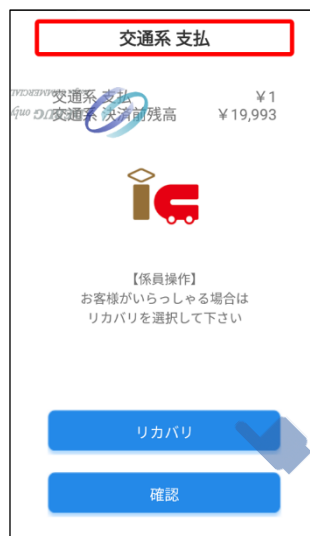 交通系 支払
交通系 支払 ￥1
交通系 決済前残高 ￥19,993
【係員操作】
お客様がいらっしゃる場合は
リカバリを選択して下さい
リカバリ
確認